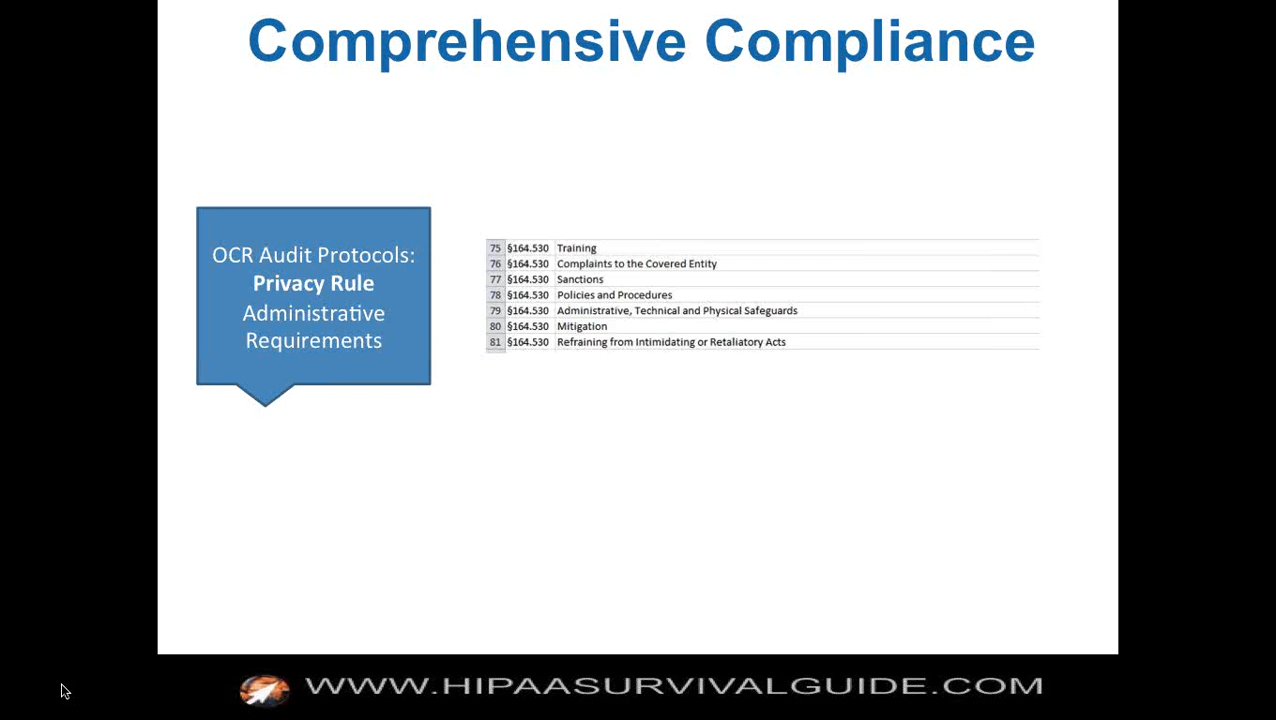 Comprehensive Compliance
OCR Audit Protocols:
Privacy Rule
Administrative
Requirements
75 §164.530 Training
76 §164.530 Complaints to the Covered Entity
77 §164.530 Sanctions
78 §164.530 Policies and Procedures
79 §164.530 Administrative, Technical and Physical Safeguards
80 §164.530 Mitigation
81 §164.530 Refraining from Intimidating or Retaliatory Acts
WWW.HIPAASURVIVALGUIDE.COM